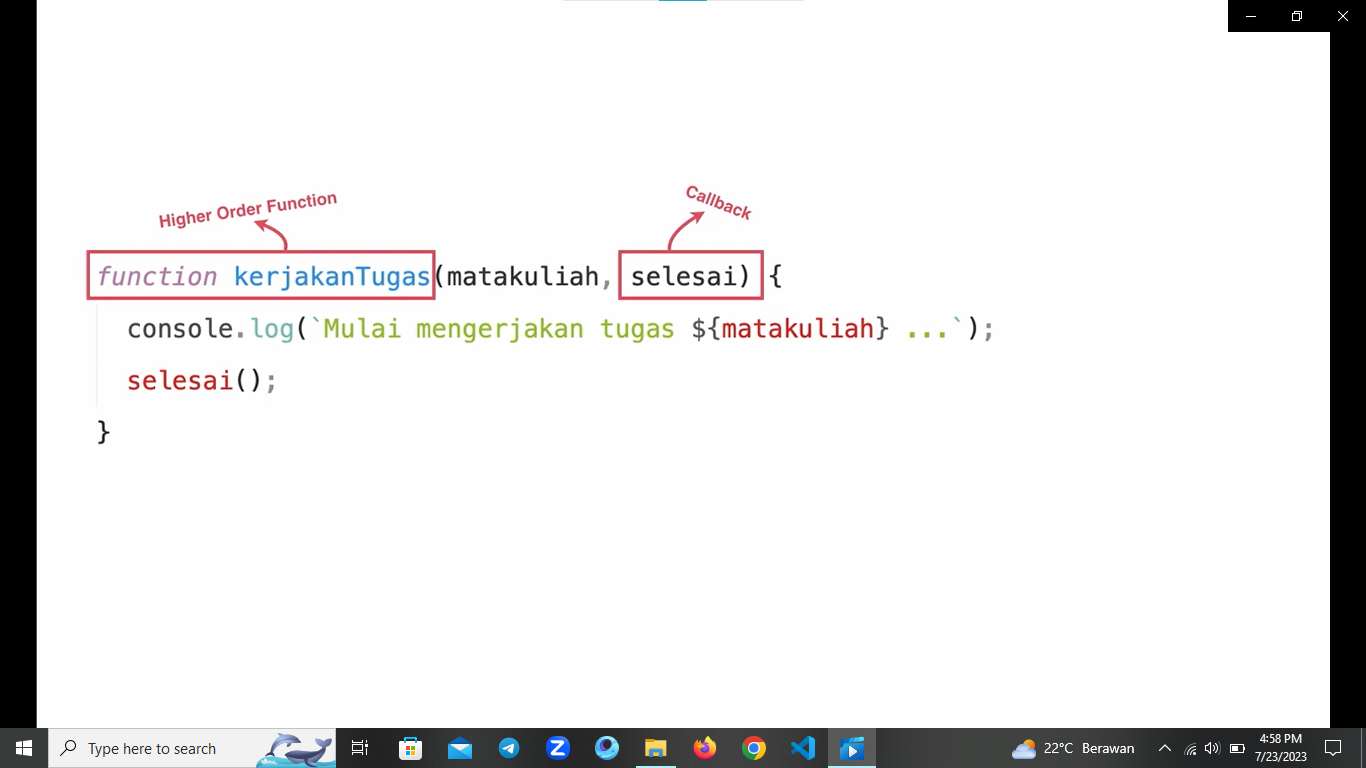 Higher Order Function
Callback
function kerjakanTugas(matakuliah, selesai) {
console.log(`Mulai mengerjakan tugas ${matakuliah} ...`);
selesai();
}
Type here to search
22°C Berawan
4:58 PM
7/23/2023